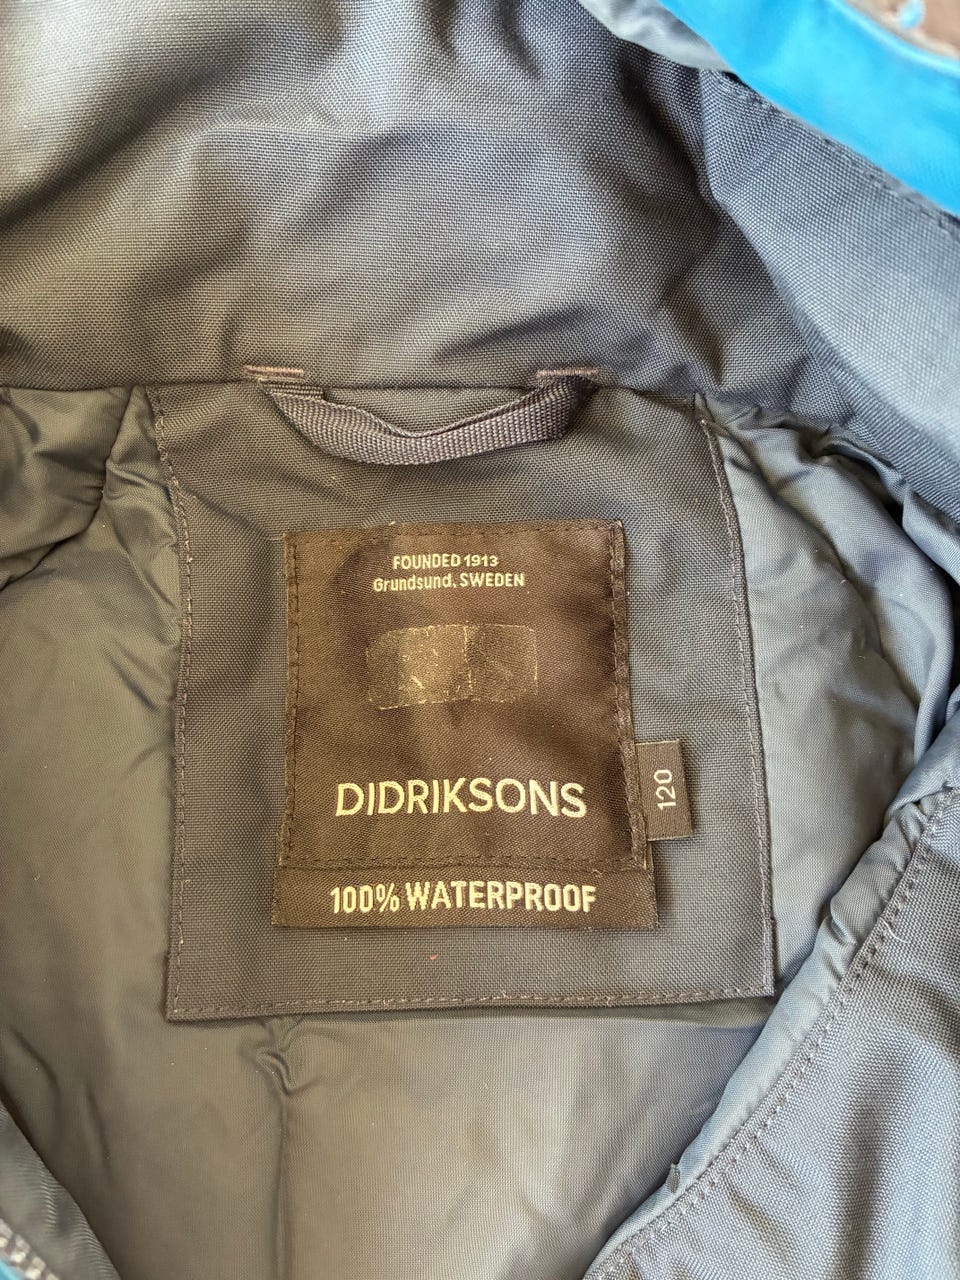 FOUNDED 1913
Grundsund, SWEDEN
DIDRIKSONS
120
100% WATERPROOF